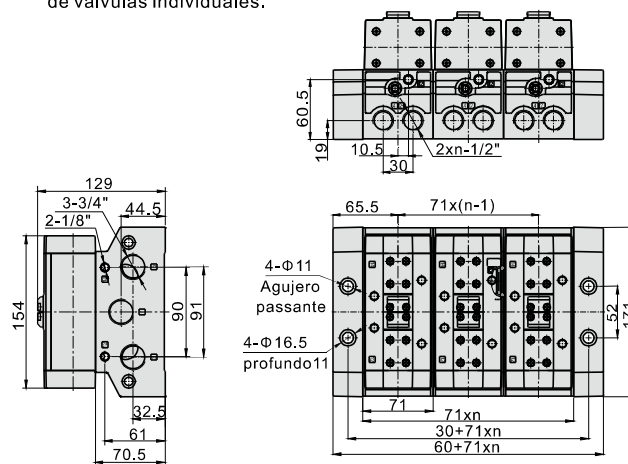 de válvulas individuales.
60.5
19
10.5
30
2xn-1/2"
129
3-3/4"
2-1/8"
44.5
154
90
91
32.5
61
70.5
65.5
71x(n-1)
4-Φ11
Agujero
passante
4-Φ16.5
profundo11
52
171
71
71xn
30+71xn
60+71xn